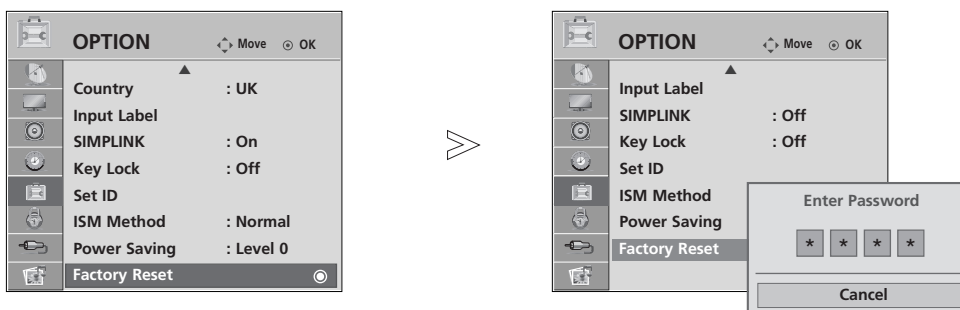 OPTION Move OK
Country : UK
Input Label
SIMPLINK : On
Key Lock : Off
Set ID
ISM Method : Normal
Power Saving : Level 0
Factory Reset
OPTION Move OK
Input Label
SIMPLINK : Off
Key Lock : Off
Set ID
ISM Method
Power Saving
Factory Reset
Enter Password
* * * *
Cancel